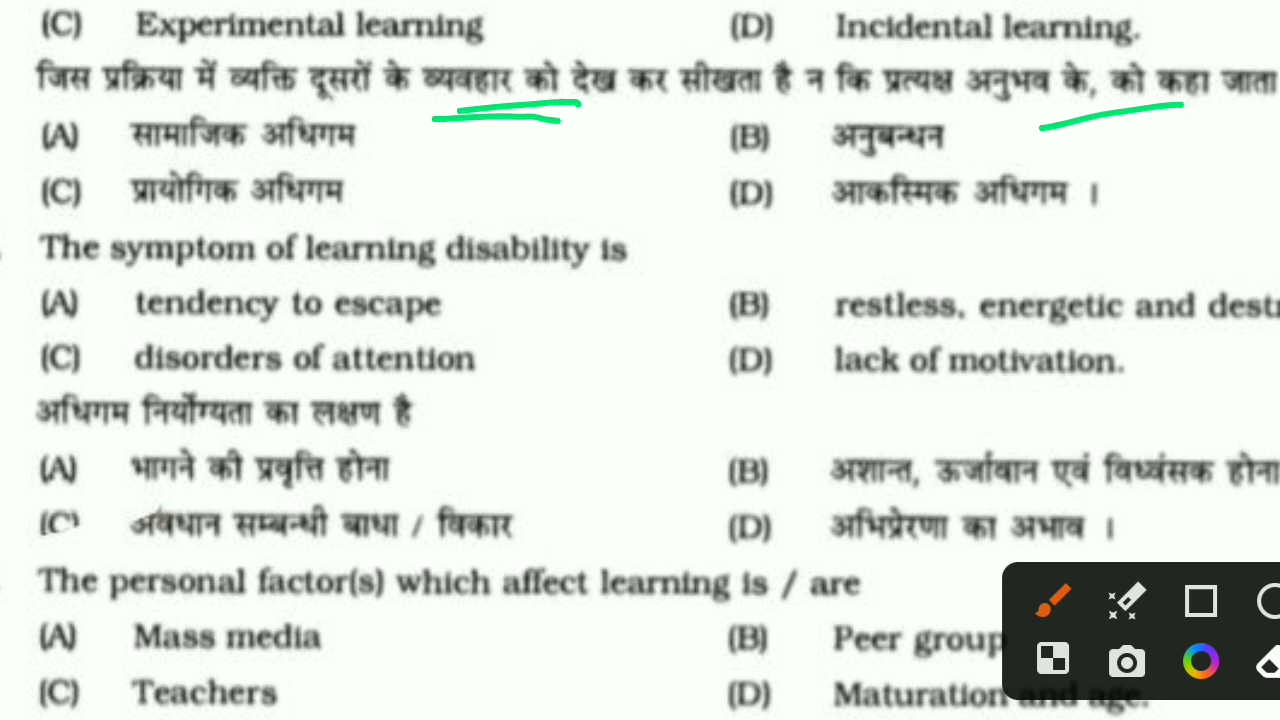 (C) Experimental learning (D) Incidental learning.
जिस प्रक्रिया में व्यक्ति दूसरों के व्यवहार को देख कर सीखता है न कि प्रत्यक्ष अनुभव के, को कहा जाता
(A) सामाजिक अधिगम (B) अनुबन्धन
(C) प्रायोगिक अधिगम (D) आकस्मिक अधिगम ।
The symptom of learning disability is
(A) tendency to escape (B) restless, energetic and
(C) disorders of attention (D) lack of motivation.
अधिगम निर्योग्यता का लक्षण है
(A) भागने की प्रवृत्ति होना (B) अशान्त, ऊर्जावान एवं विध्वंसक होना
(C) अवधान सम्बन्धी बाधा / विकार (D) अभिप्रेरणा का अभाव ।
The personal factor(s) which affect learning is / are
(A) Mass media (B) Peer group
(C) Teachers (D) Maturation and age.